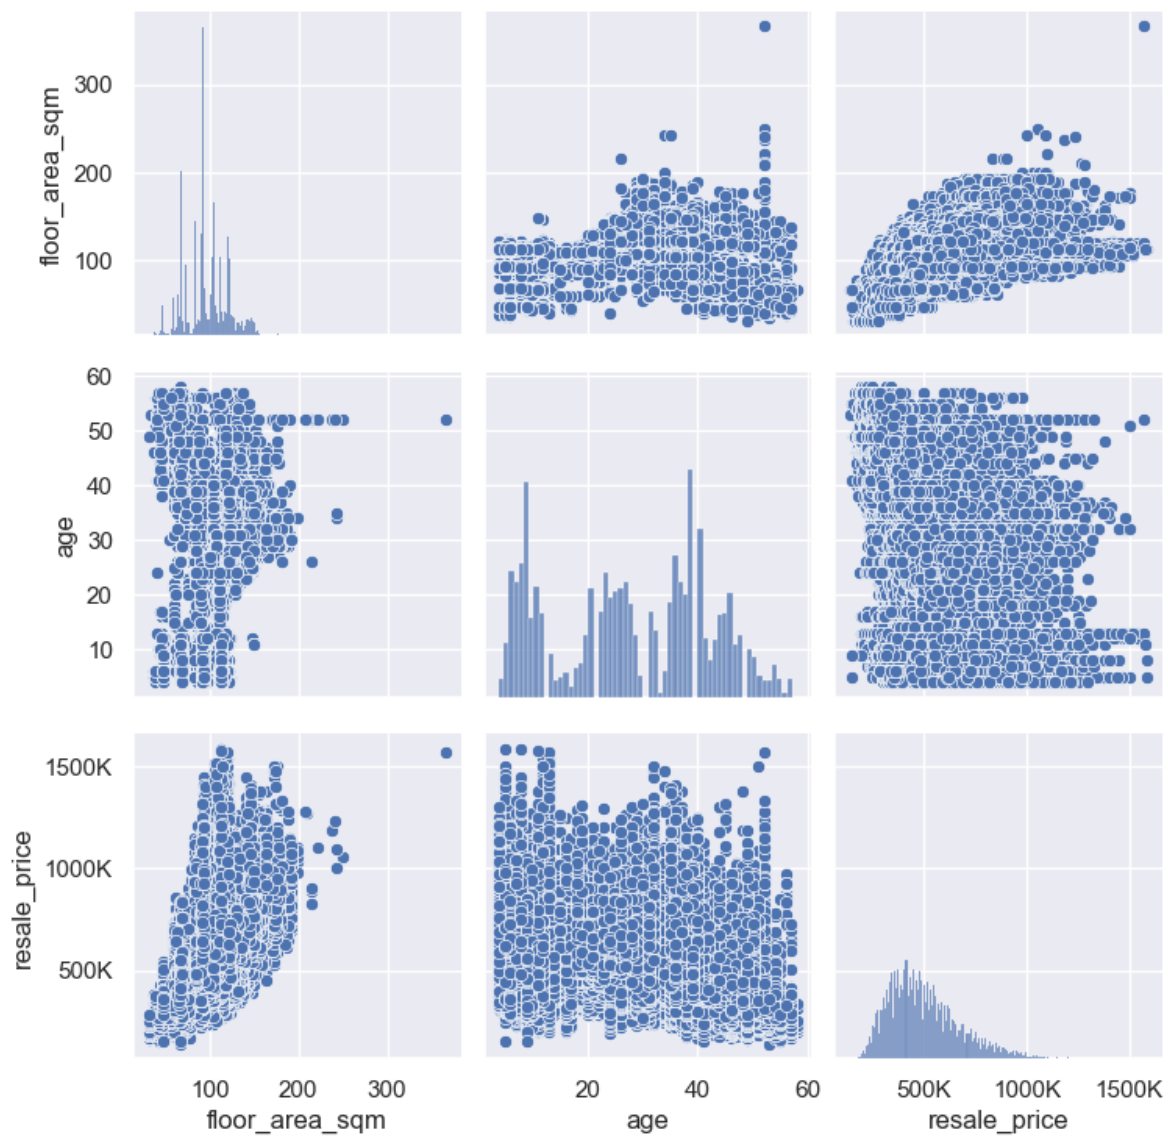 floor_area_sqm
300
200
100
age
60
50
40
30
20
10
resale_price
1500K
1000K
500K
100 200 300
20 40 60
500K 1000K 1500K
floor_area_sqm age resale_price